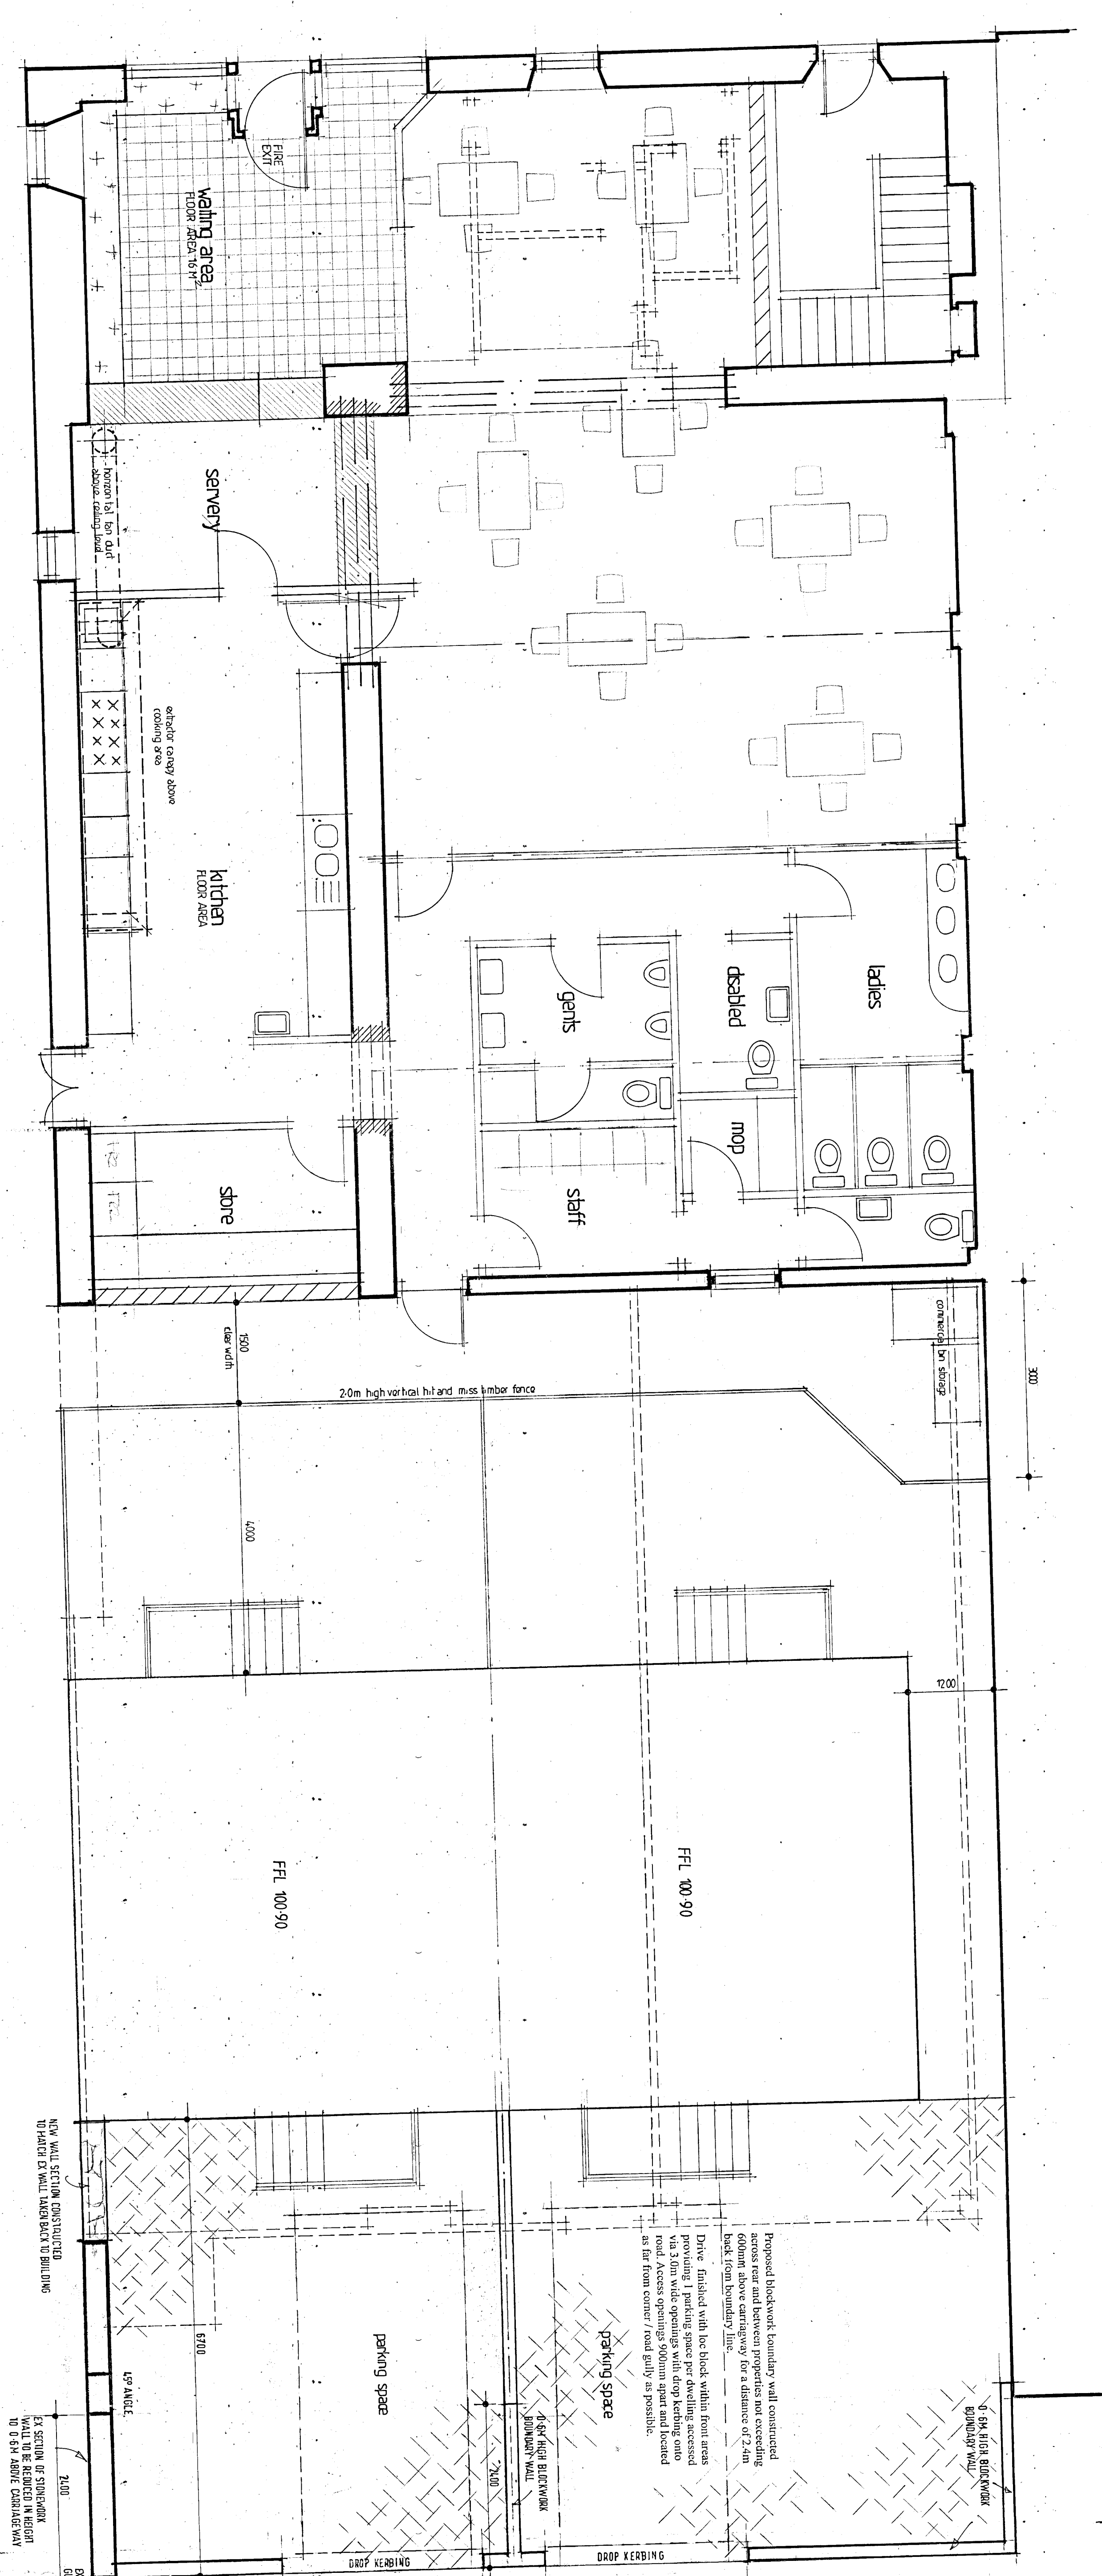 FIRE
EXIT
waiting area
FLOOR AREA 16 M²
servery
horizontal fan duct
above ceiling level
extractor canopy above
cooking area
kitchen
FLOOR AREA
ladies
disabled
gents
mop
staff
store
1500
clear width
2·0m high vertical hit and miss timber fence
commercial bin storage
3000
4000
1200
FFL 100·90
FFL 100·90
NEW WALL SECTION CONSTRUCTED
TO MATCH EX WALL TAKEN BACK TO BUILDING
Proposed blockwork boundary wall constructed
across rear and between properties not exceeding
600mm above carriagway for a distance of 2.4m
back from boundary line.
Drive finished with loc block within front areas
providing 1 parking space per dwelling accessed
via 3.0m wide openings with drop kerbing onto
road. Access openings 900mm apart and located
as far from corner / road gully as possible.
6700
parking space
parking space
45º ANGLE
0·6M HIGH BLOCKWORK
BOUNDARY WALL
0·6M HIGH BLOCKWORK
BOUNDARY WALL
2400
2400
EX SECTION OF STONEWORK
WALL TO BE REDUCED IN HEIGHT
TO 0·6M ABOVE CARRIAGEWAY
DROP KERBING
DROP KERBING